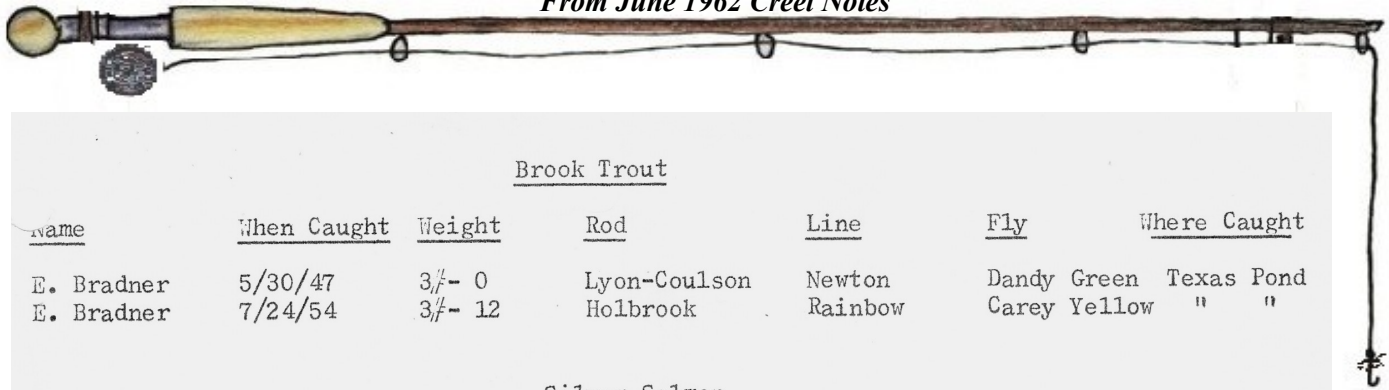 From June 1962 Creel Notes
Brook Trout
Name When Caught Weight Rod Line Fly Where Caught
E. Bradner 5/30/47 3#- 0 Lyon-Coulson Newton Dandy Green Texas Pond
E. Bradner 7/24/54 3#- 12 Holbrook Rainbow Carey Yellow " "
Silver Salmon